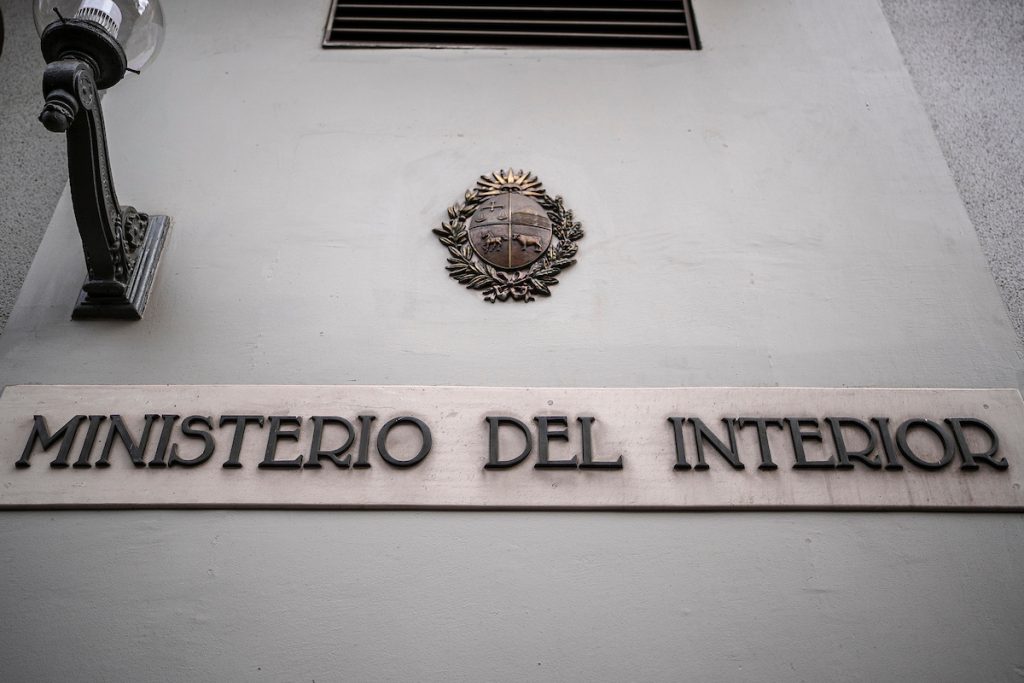 MINISTERIO DEL INTERIOR